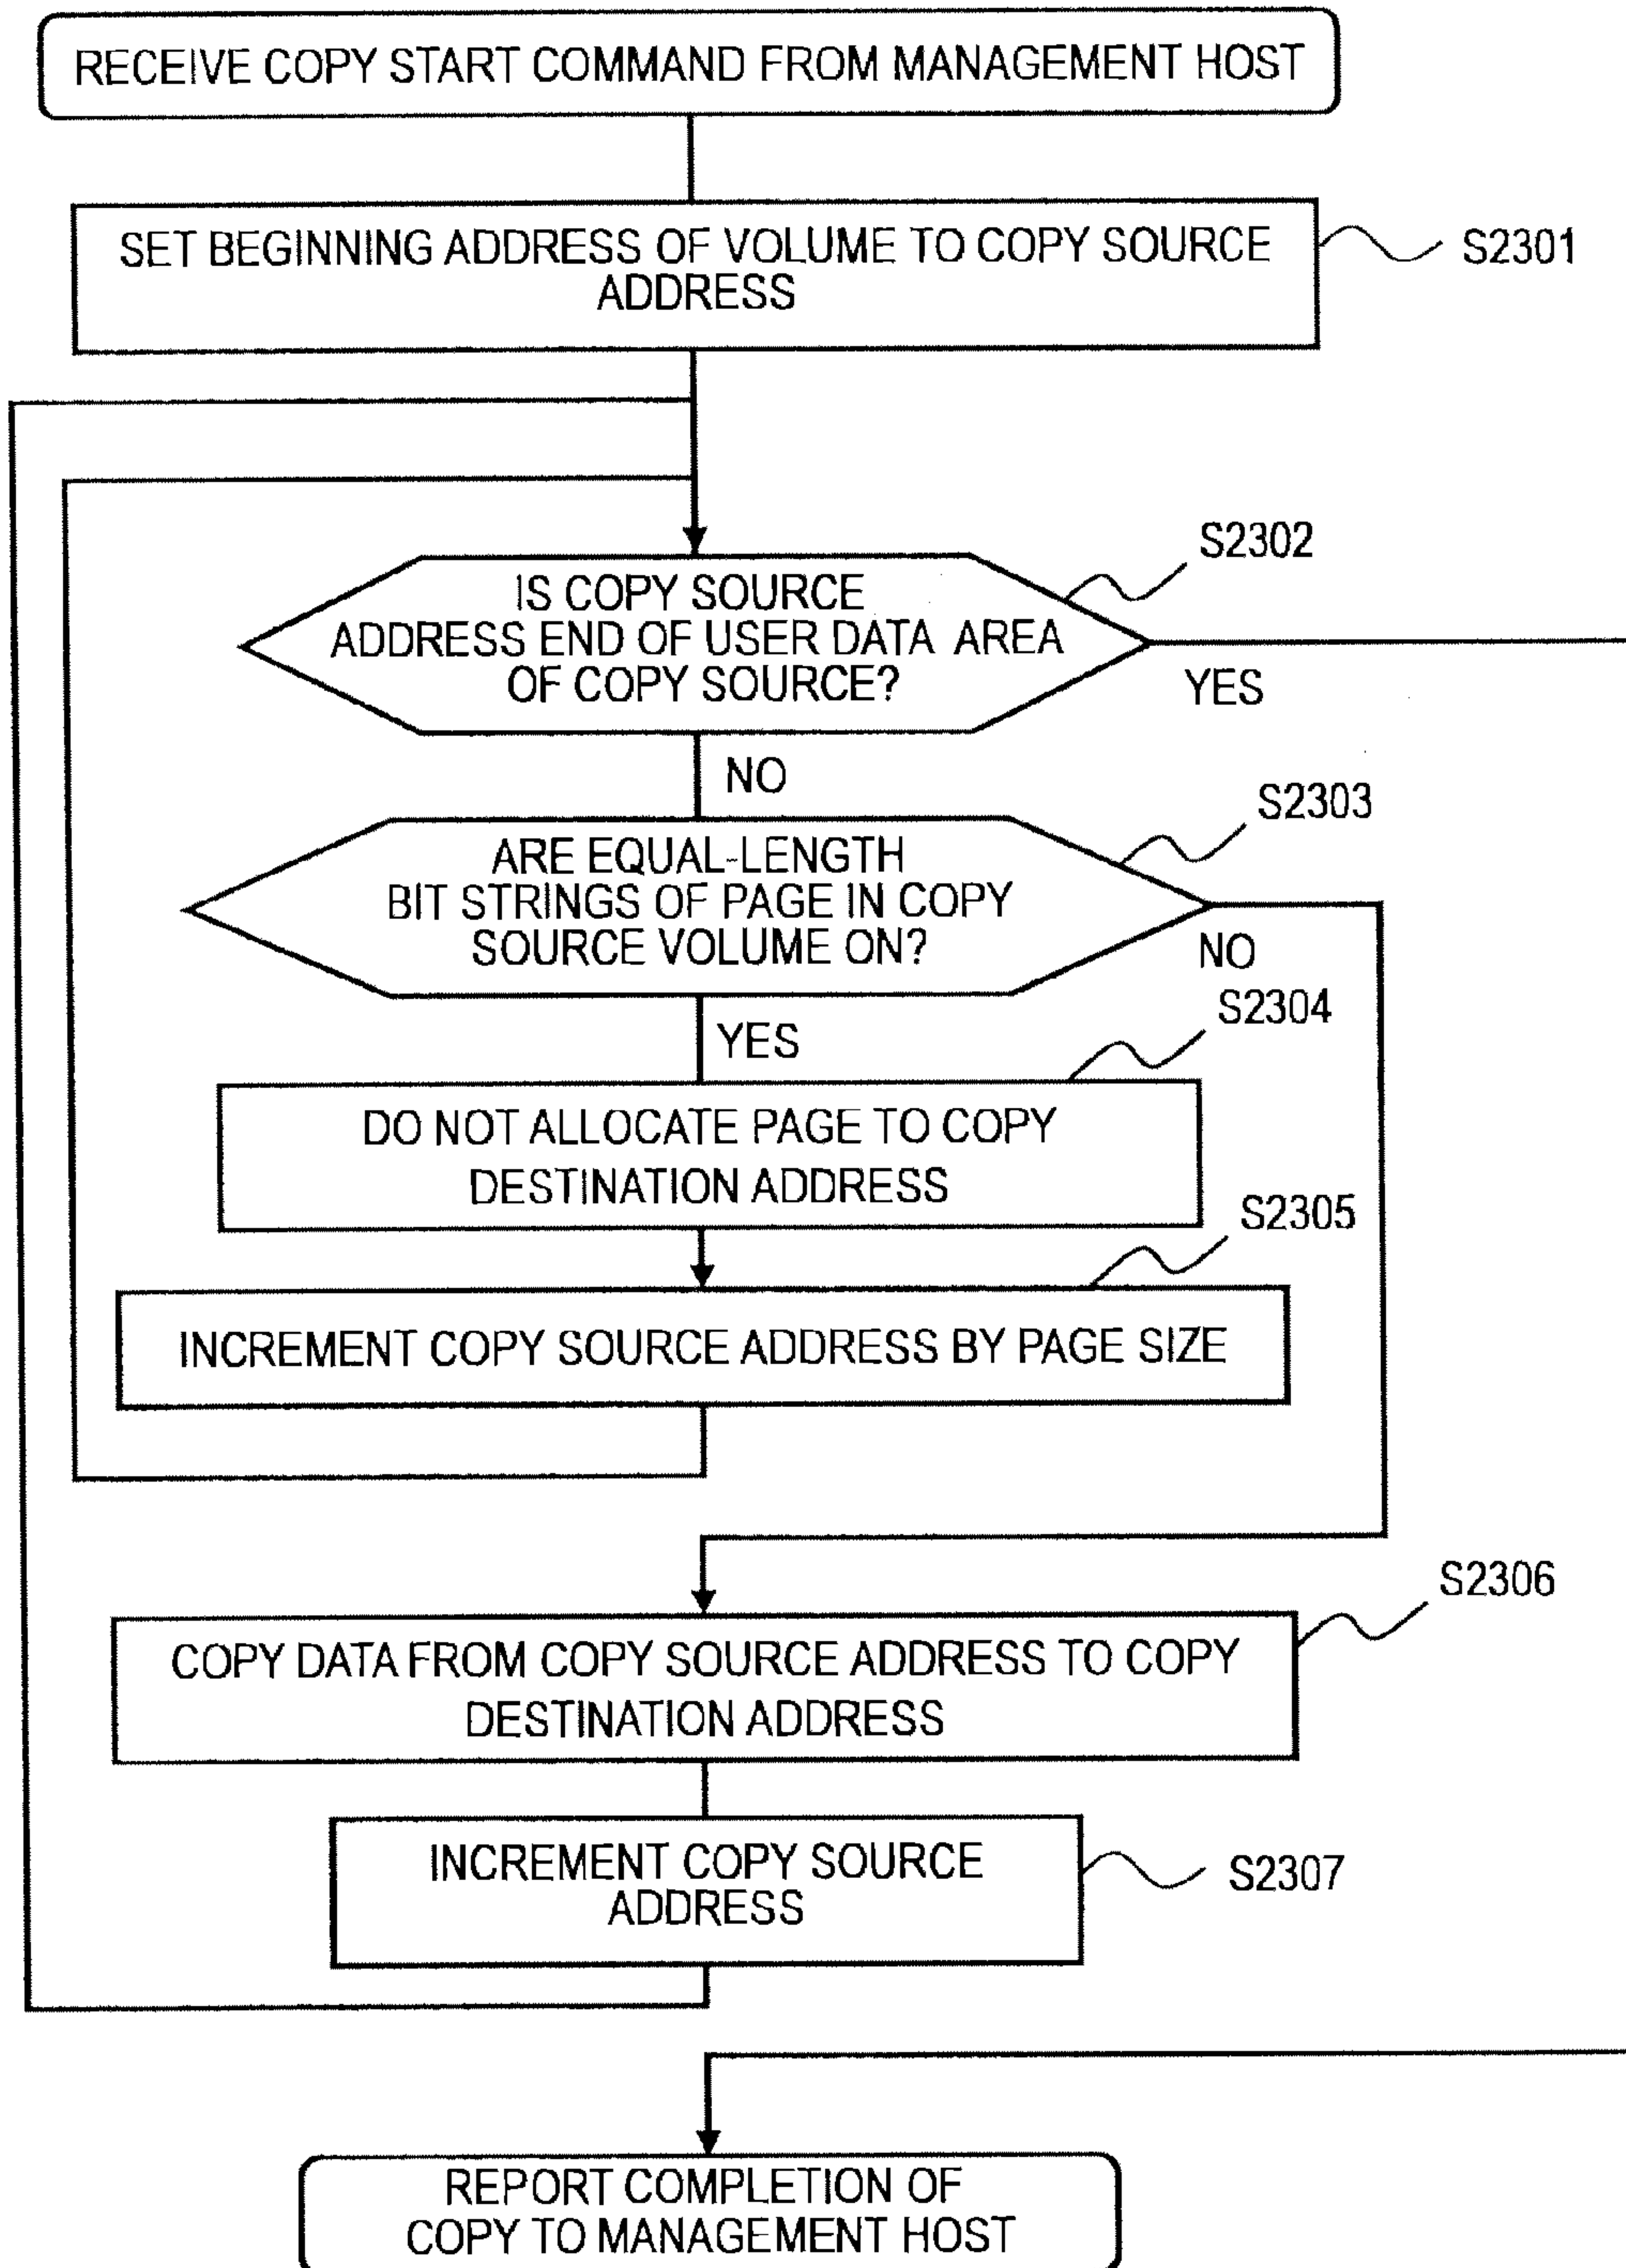 RECEIVE COPY START COMMAND FROM MANAGEMENT HOST
SET BEGINNING ADDRESS OF VOLUME TO COPY SOURCE
ADDRESS
S2301
S2302
IS COPY SOURCE
ADDRESS END OF USER DATA AREA
OF COPY SOURCE?
YES
NO
S2303
ARE EQUAL-LENGTH
BIT STRINGS OF PAGE IN COPY
SOURCE VOLUME ON?
NO
YES
S2304
DO NOT ALLOCATE PAGE TO COPY
DESTINATION ADDRESS
S2305
INCREMENT COPY SOURCE ADDRESS BY PAGE SIZE
S2306
COPY DATA FROM COPY SOURCE ADDRESS TO COPY
DESTINATION ADDRESS
INCREMENT COPY SOURCE
ADDRESS
S2307
REPORT COMPLETION OF
COPY TO MANAGEMENT HOST